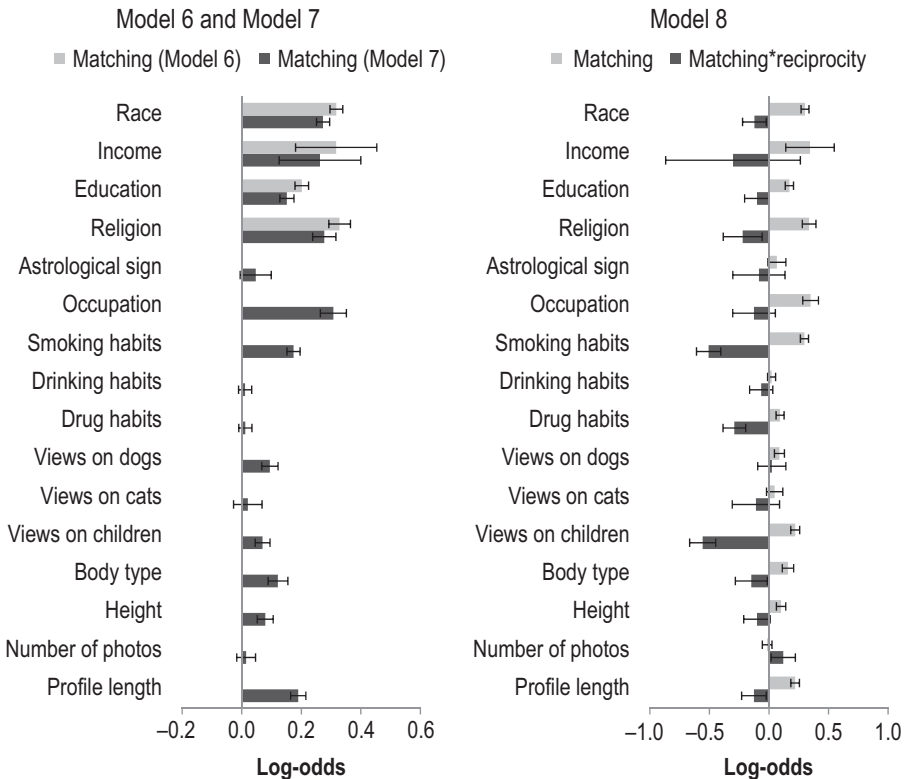 Model 6 and Model 7
Matching (Model 6) Matching (Model 7)
Race
Income
Education
Religion
Astrological sign
Occupation
Smoking habits
Drinking habits
Drug habits
Views on dogs
Views on cats
Views on children
Body type
Height
Number of photos
Profile length
–0.2 0.0 0.2 0.4 0.6
Log-odds
Model 8
Matching Matching*reciprocity
Race
Income
Education
Religion
Astrological sign
Occupation
Smoking habits
Drinking habits
Drug habits
Views on dogs
Views on cats
Views on children
Body type
Height
Number of photos
Profile length
–1.0 –0.5 0.0 0.5 1.0
Log-odds